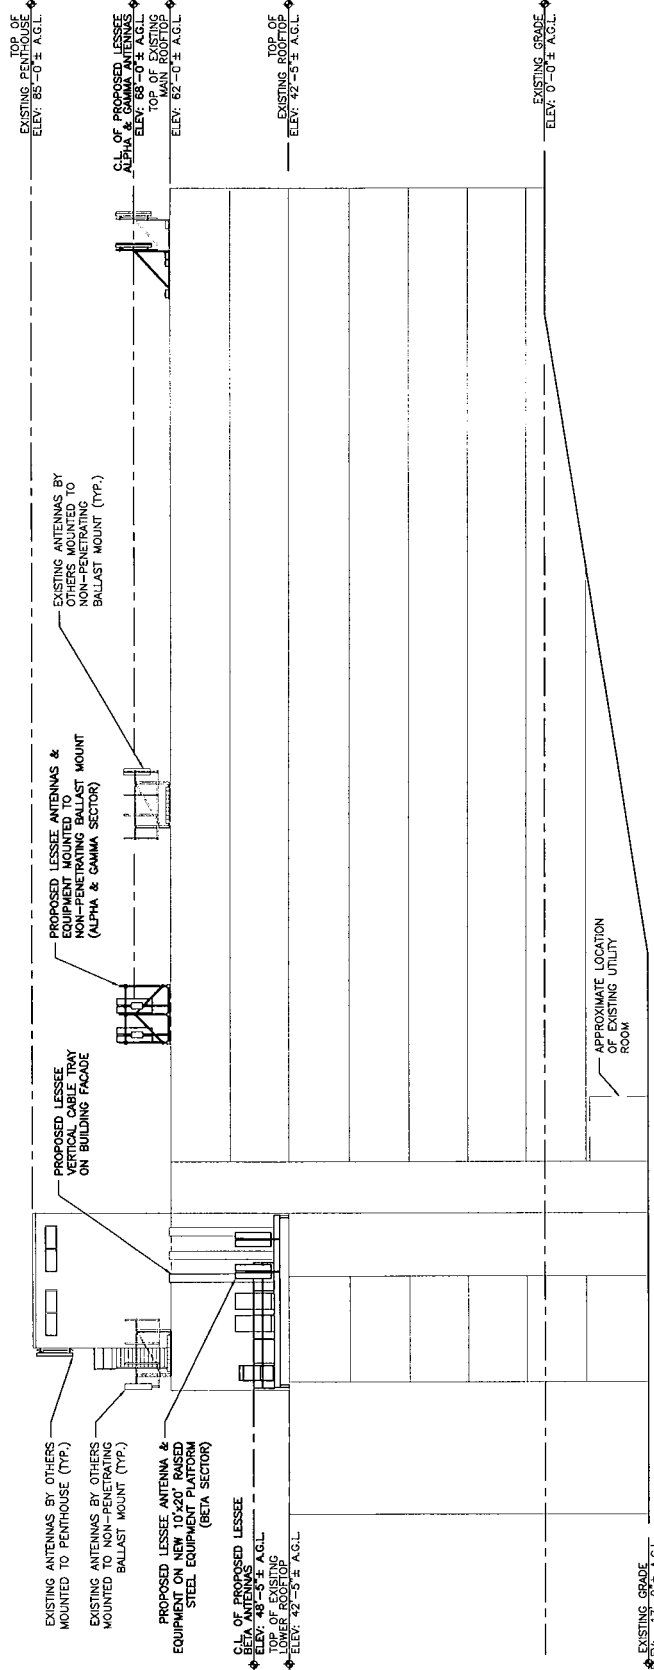 EXISTING ANTENNAS BY OTHERS
MOUNTED TO PENTHOUSE (TYP.)
EXISTING ANTENNAS BY OTHERS
MOUNTED TO NON-PENETRATING
BALLAST MOUNT (TYP.)
PROPOSED LESSEE ANTENNA &
EQUIPMENT ON NEW 10'x20' RAISED
STEEL EQUIPMENT PLATFORM
(BETA SECTOR)
C.L. OF PROPOSED LESSEE
BETA ANTENNAS
ELEV: 48'-5"± A.G.L.
TOP OF EXISITNG
LOWER ROOFTOP
ELEV: 42'-5"± A.G.L.
EXISTING GRADE
PROPOSED LESSEE
VERTICAL CABLE TRAY
ON BUILDING FACADE
PROPOSED LESSEE ANTENNAS &
EQUIPMENT MOUNTED TO
NON-PENETRATING BALLAST MOUNT
(ALPHA & GAMMA SECTOR)
EXISTING ANTENNAS BY
OTHERS MOUNTED TO
NON-PENETRATING
BALLAST MOUNT (TYP.)
APPROXIMATE LOCATION
OF EXISTING UTILITY
ROOM
TOP OF
EXISTING PENTHOUSE
ELEV: 85'-0"± A.G.L.
C.L. OF PROPOSED LESSEE
ALPHA & GAMMA ANTENNAS
ELEV: 68'-0"± A.G.L.
TOP OF EXISTING
MAIN ROOFTOP
ELEV: 62'-0"± A.G.L.
TOP OF
EXISTING ROOFTOP
ELEV: 42'-5"± A.G.L.
EXISTING GRADE
ELEV: 0'-0"± A.G.L.